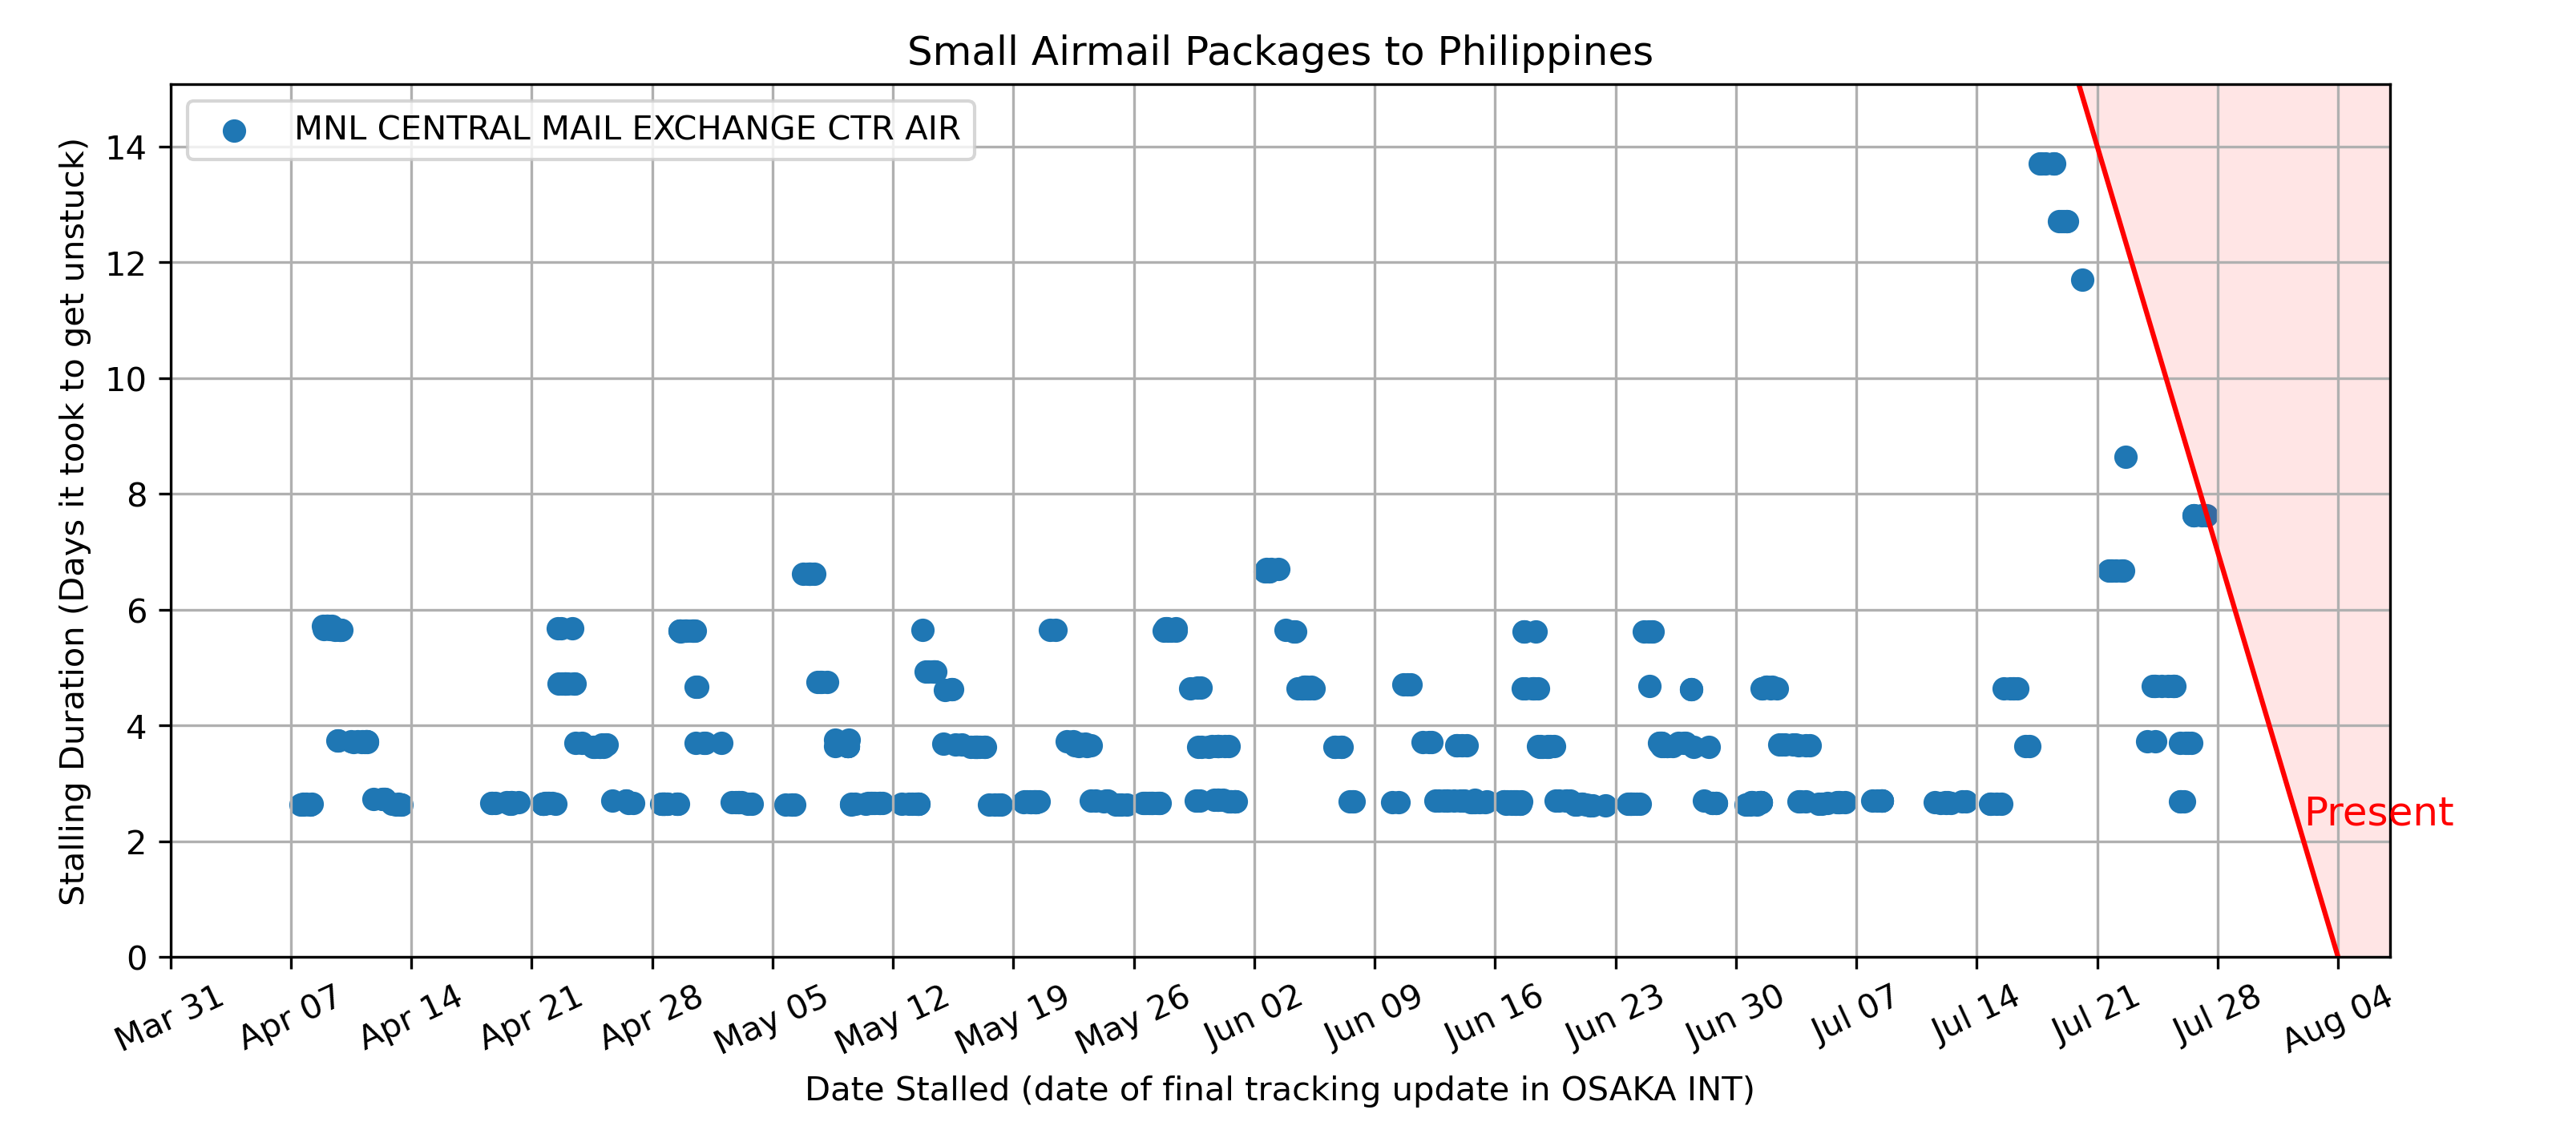 Small Airmail Packages to Philippines
MNL CENTRAL MAIL EXCHANGE CTR AIR
Stalling Duration (Days it took to get unstuck)
14
12
10
8
6
4
2
0
Present
Mar 31
Apr 07
Apr 14
Apr 21
Apr 28
May 05
May 12
May 19
May 26
Jun 02
Jun 09
Jun 16
Jun 23
Jun 30
Jul 07
Jul 14
Jul 21
Jul 28
Aug 04
Date Stalled (date of final tracking update in OSAKA INT)